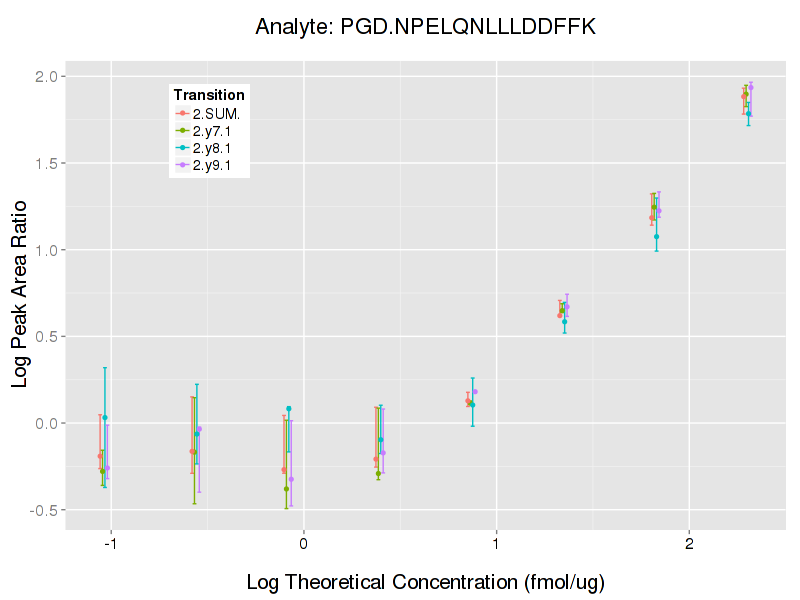 Analyte: PGD.NPELQNLLLDDFFK
Transition
2.SUM.
2.y7.1
2.y8.1
2.y9.1
Log Peak Area Ratio
2.0
1.5
1.0
0.5
0.0
-0.5
-1 0 1 2
Log Theoretical Concentration (fmol/ug)